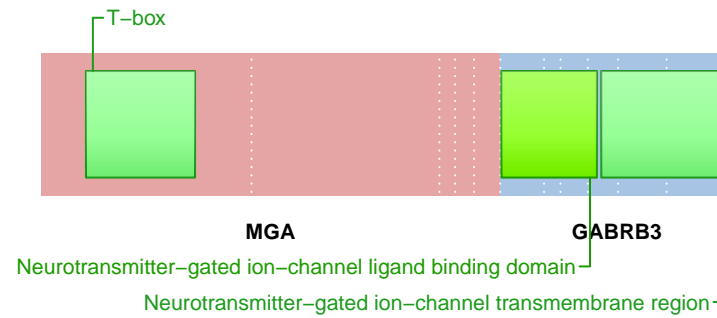 T−box
MGA
GABRB3
Neurotransmitter−gated ion−channel ligand binding domain
Neurotransmitter−gated ion−channel transmembrane region